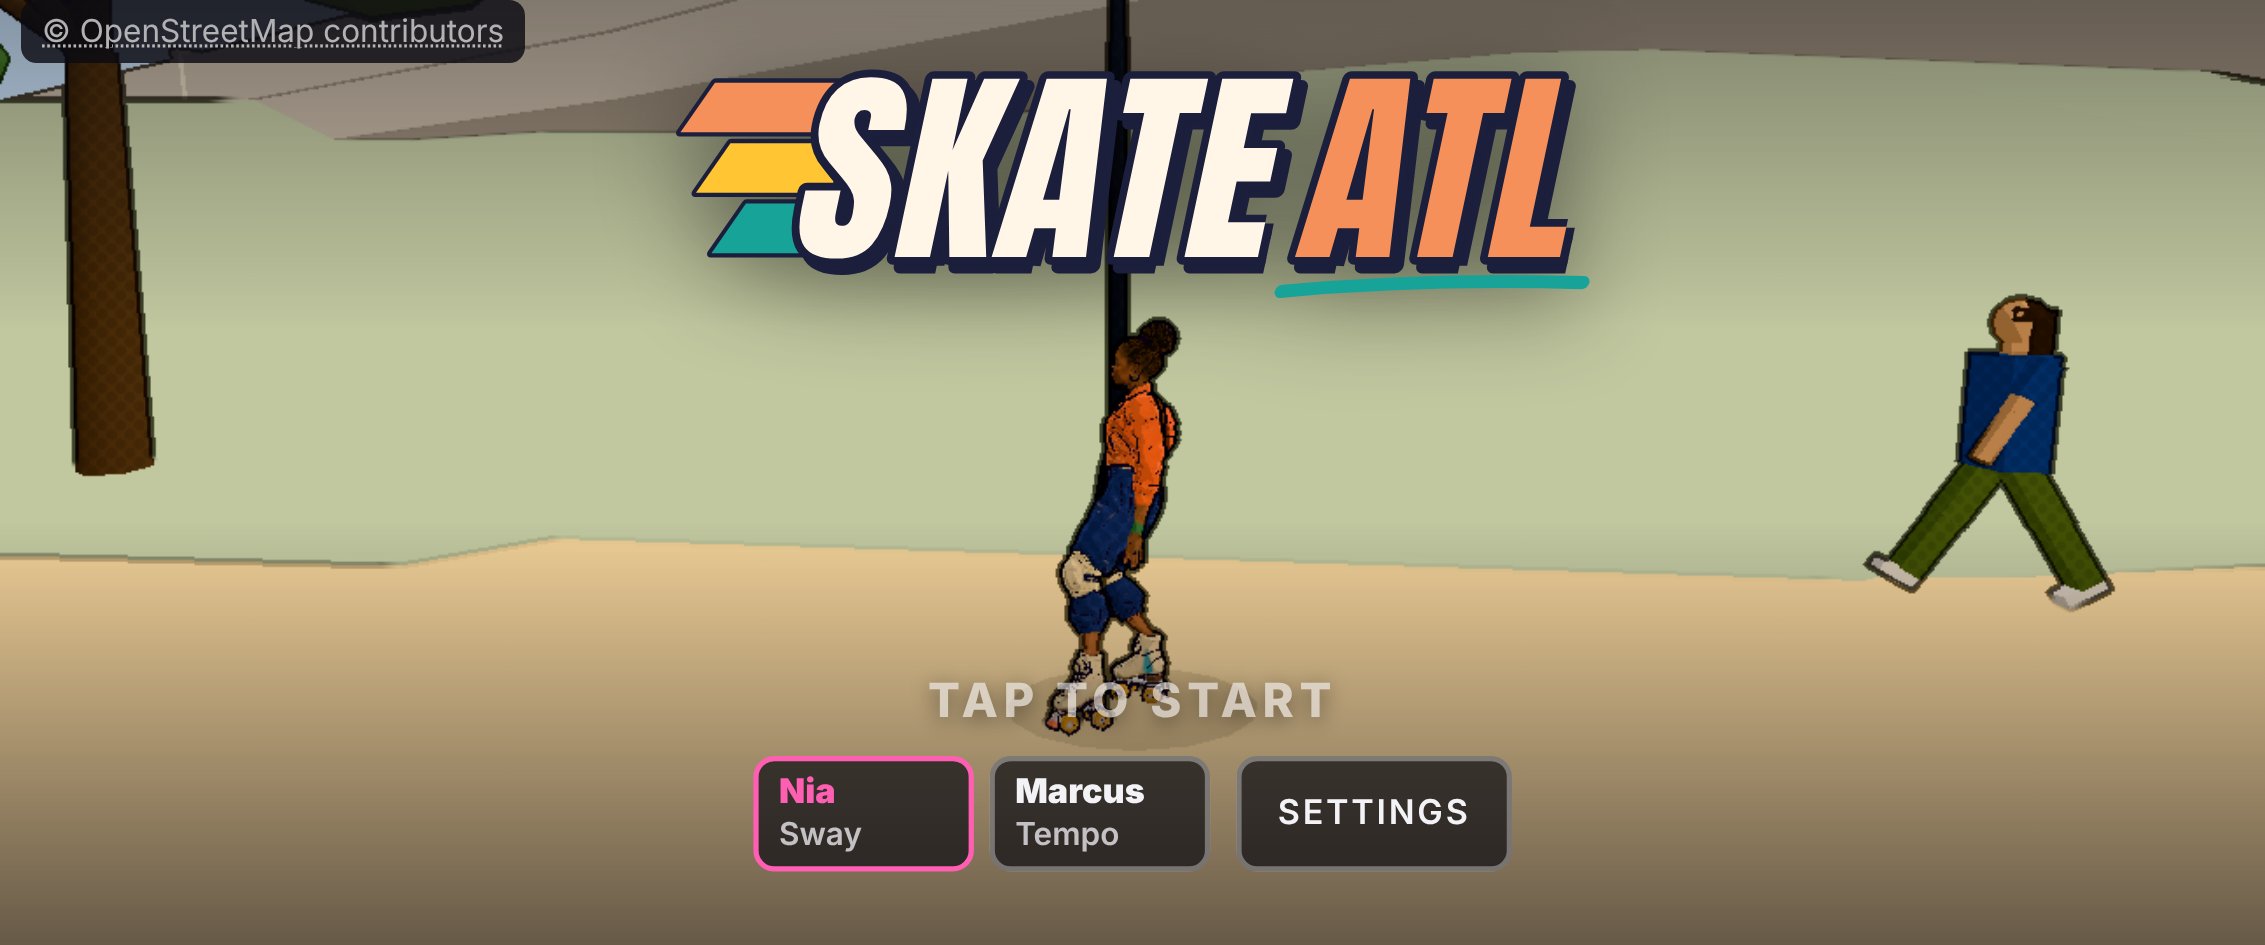 © OpenStreetMap contributors
SKATE ATL
TAP TO START
Nia
Sway
Marcus
Tempo
SETTINGS